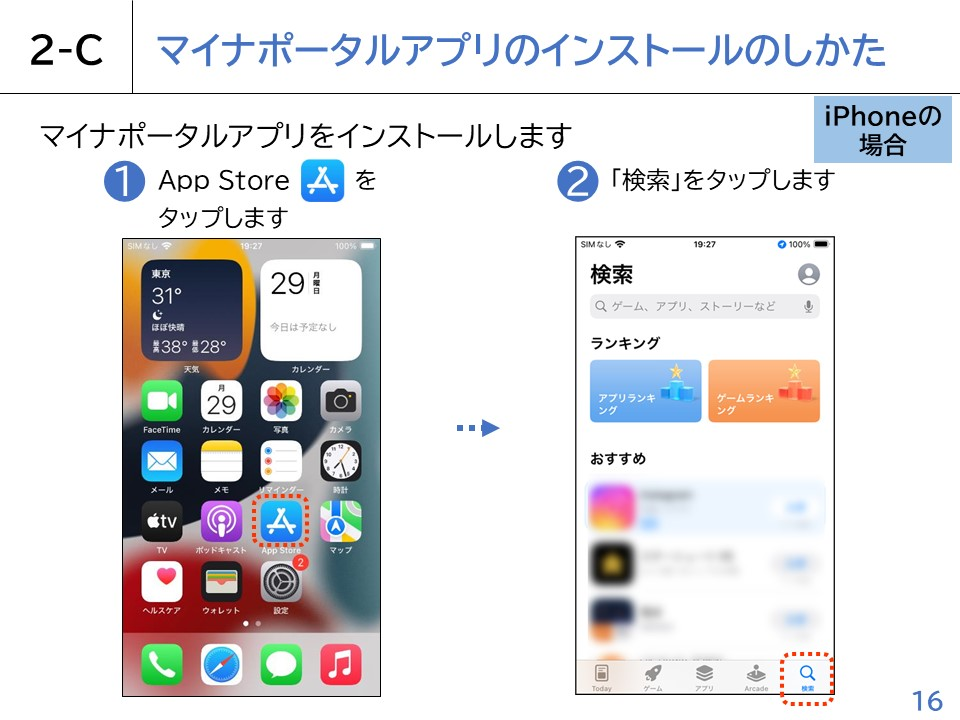 2-C
マイナポータルアプリのインストールのしかた
iPhoneの
場合
マイナポータルアプリをインストールします
1
App Store を
タップします
2
「検索」をタップします
SIMなし
19:27
100%
東京
31°
ほぼ快晴
最高38° 最低28°
天気
29 月曜日
今日は予定なし
カレンダー
FaceTime
月
29
カレンダー
写真
カメラ
メール
メモ
リマインダー
時計
tv
TV
ポッドキャスト
App Store
マップ
2
ヘルスケア
ウォレット
設定
SIMなし
19:27
100%
検索
ゲーム、アプリ、ストーリーなど
ランキング
アプリランキ
ング
ゲームランキ
ング
おすすめ
Today
ゲーム
アプリ
Arcade
検索
16